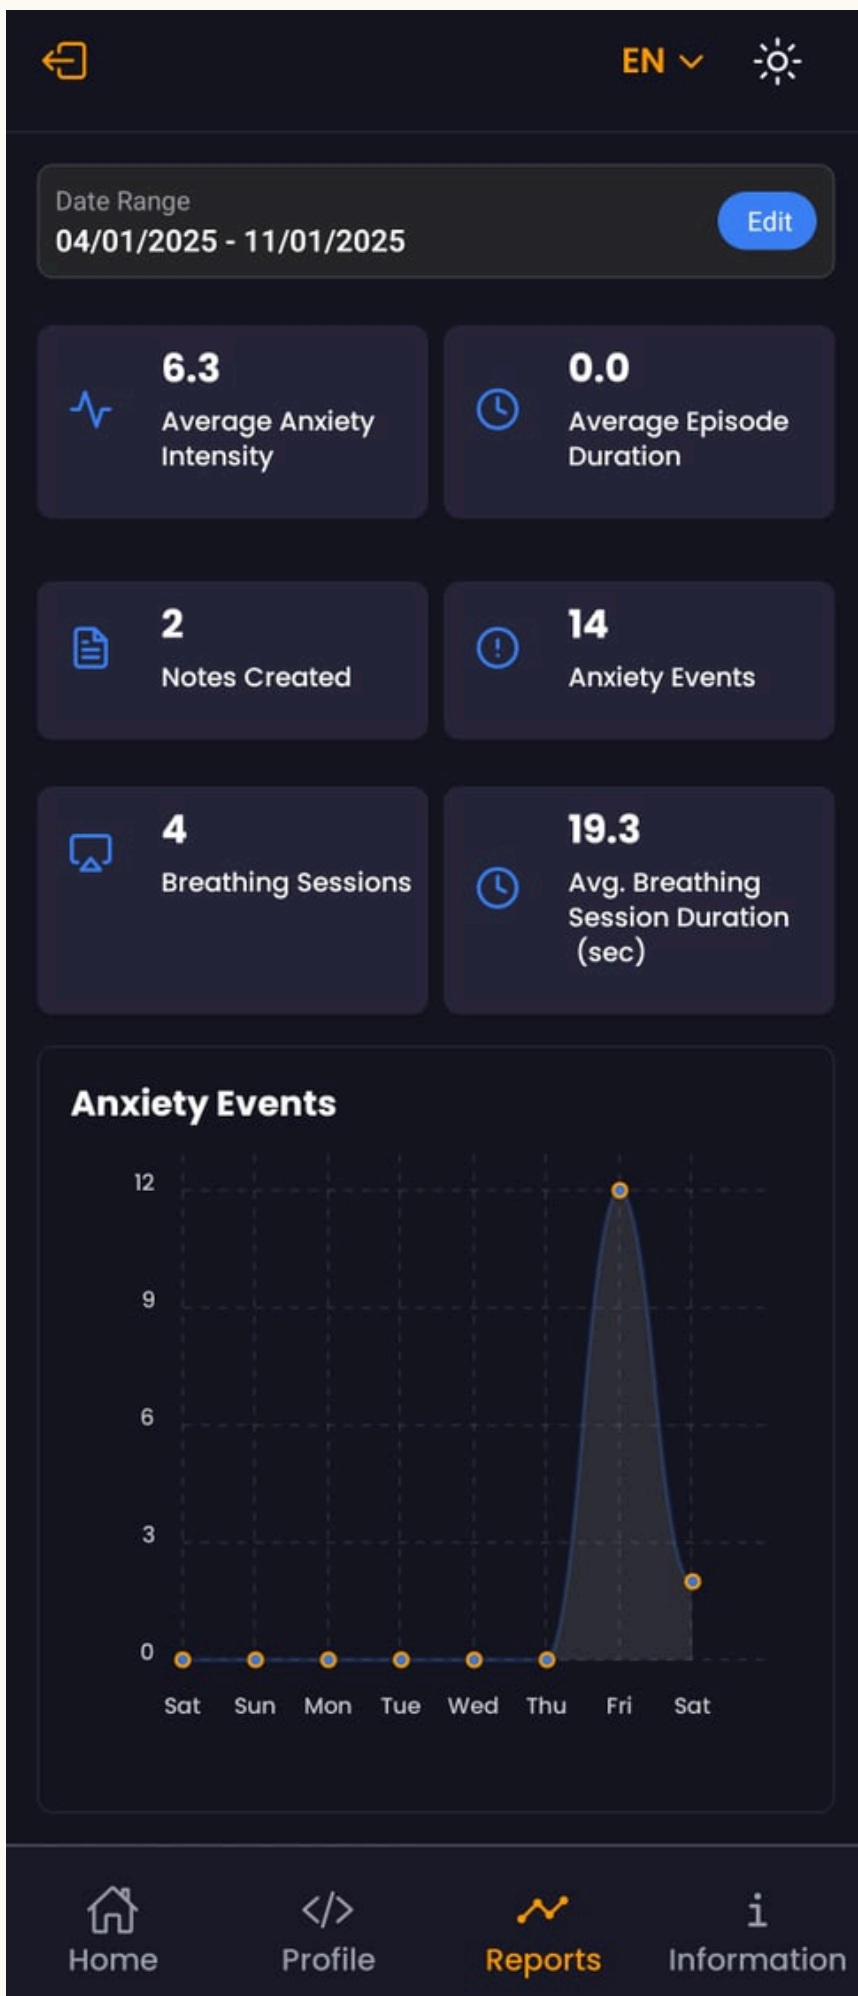 EN
Date Range
04/01/2025 - 11/01/2025
Edit
6.3
Average Anxiety
Intensity
0.0
Average Episode
Duration
2
Notes Created
14
Anxiety Events
4
Breathing Sessions
19.3
Avg. Breathing
Session Duration
(sec)
Anxiety Events
12
9
6
3
0
Sat Sun Mon Tue Wed Thu Fri Sat
Home Profile Reports Information